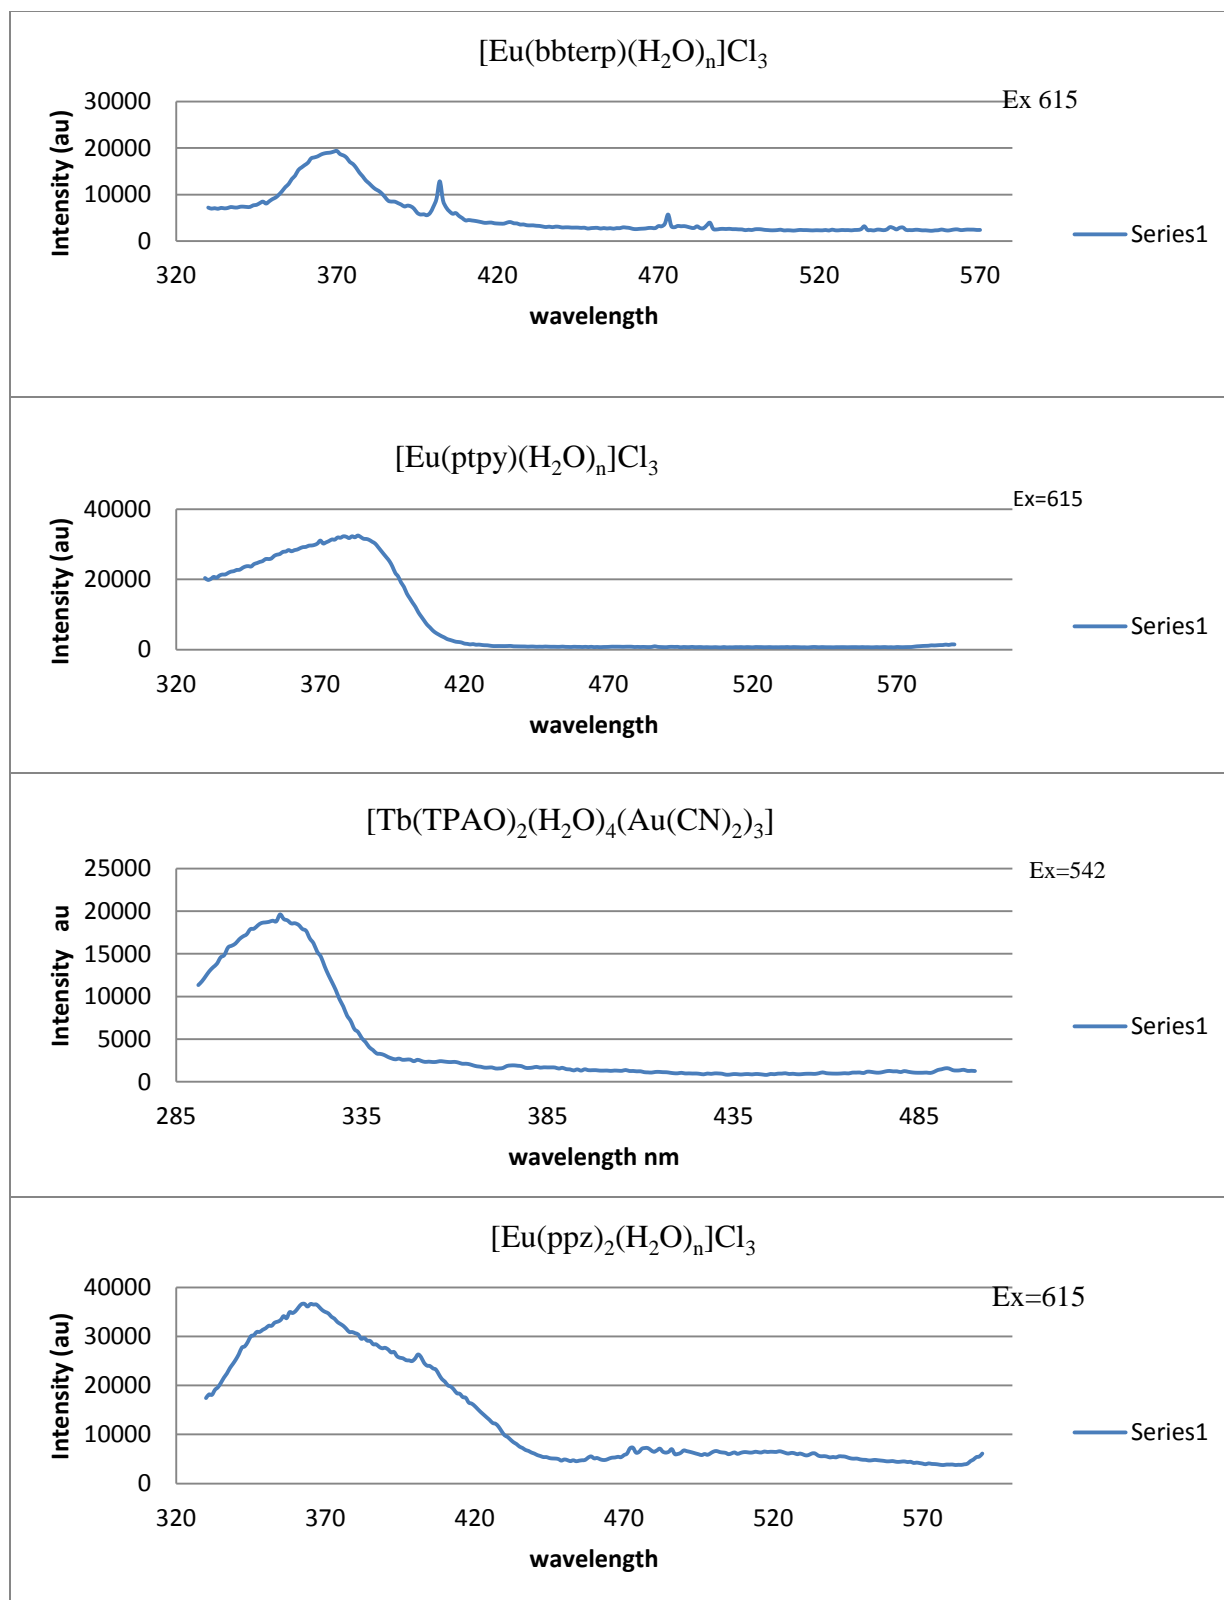 [Eu(bbterp)(H₂O)ₙ]Cl₃
Ex 615
30000
20000
10000
0
Intensity (au)
320 370 420 470 520 570
wavelength
Series1
[Eu(ptpy)(H₂O)ₙ]Cl₃
Ex=615
40000
20000
0
Intensity (au)
320 370 420 470 520 570
wavelength
Series1
[Tb(TPAO)₂(H₂O)₄(Au(CN)₂)₃]
Ex=542
25000
20000
15000
10000
5000
0
Intensity au
285 335 385 435 485
wavelength nm
Series1
[Eu(ppz)₂(H₂O)ₙ]Cl₃
Ex=615
40000
30000
20000
10000
0
Intensity (au)
320 370 420 470 520 570
wavelength
Series1